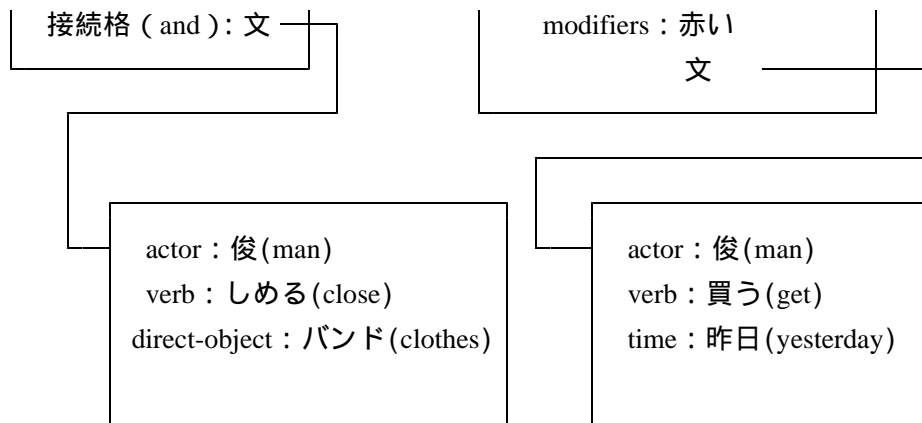 接続格（and）：文
modifiers：赤い
文
actor：俊(man)
verb：しめる(close)
direct-object：バンド(clothes)
actor：俊(man)
verb：買う(get)
time：昨日(yesterday)